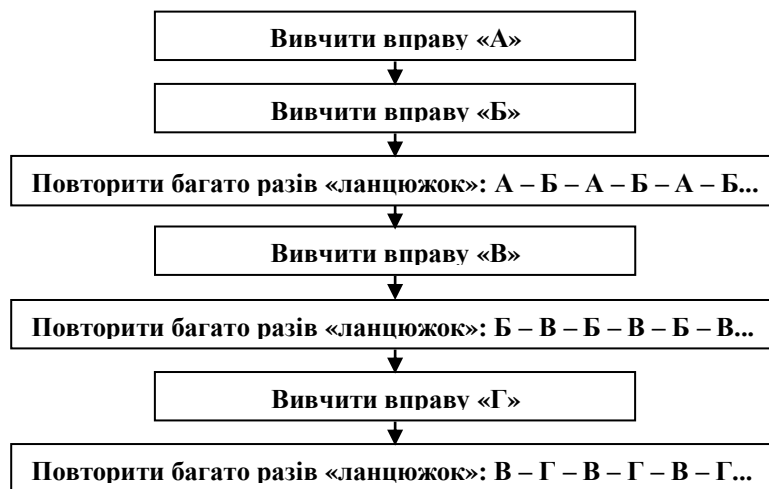 Вивчити вправу «А»
Вивчити вправу «Б»
Повторити багато разів «ланцюжок»: А – Б – А – Б – А – Б...
Вивчити вправу «В»
Повторити багато разів «ланцюжок»: Б – В – Б – В – Б – В...
Вивчити вправу «Г»
Повторити багато разів «ланцюжок»: В – Г – В – Г – В – Г...